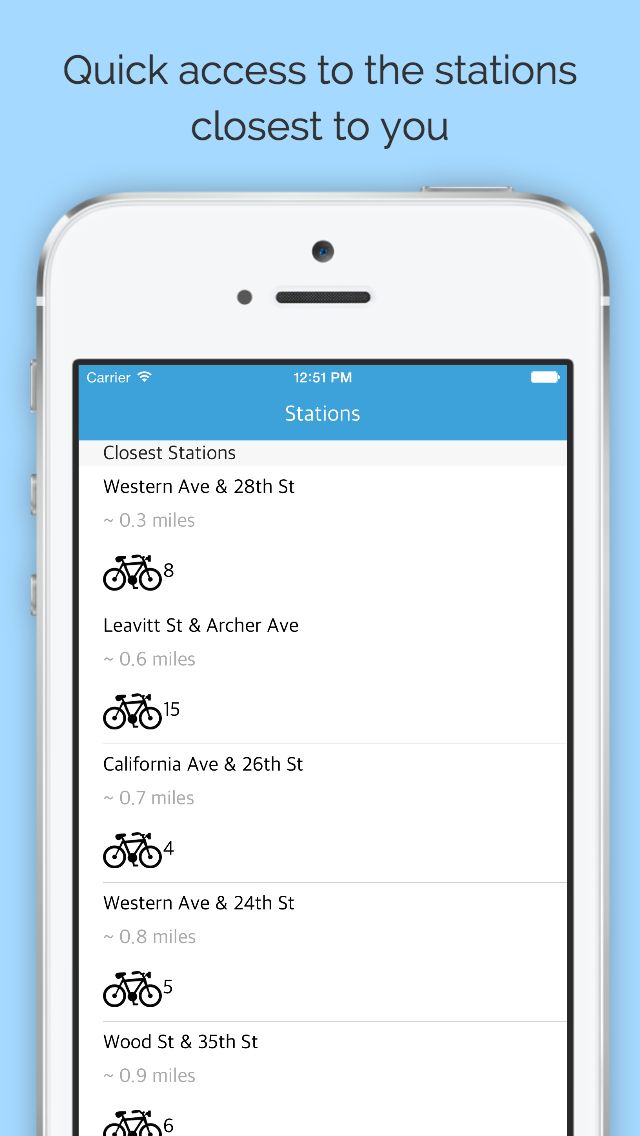 Quick access to the stations
closest to you
Carrier 12:51 PM
Stations
Closest Stations
Western Ave & 28th St
~ 0.3 miles
8
Leavitt St & Archer Ave
~ 0.6 miles
15
California Ave & 26th St
~ 0.7 miles
4
Western Ave & 24th St
~ 0.8 miles
5
Wood St & 35th St
~ 0.9 miles
6